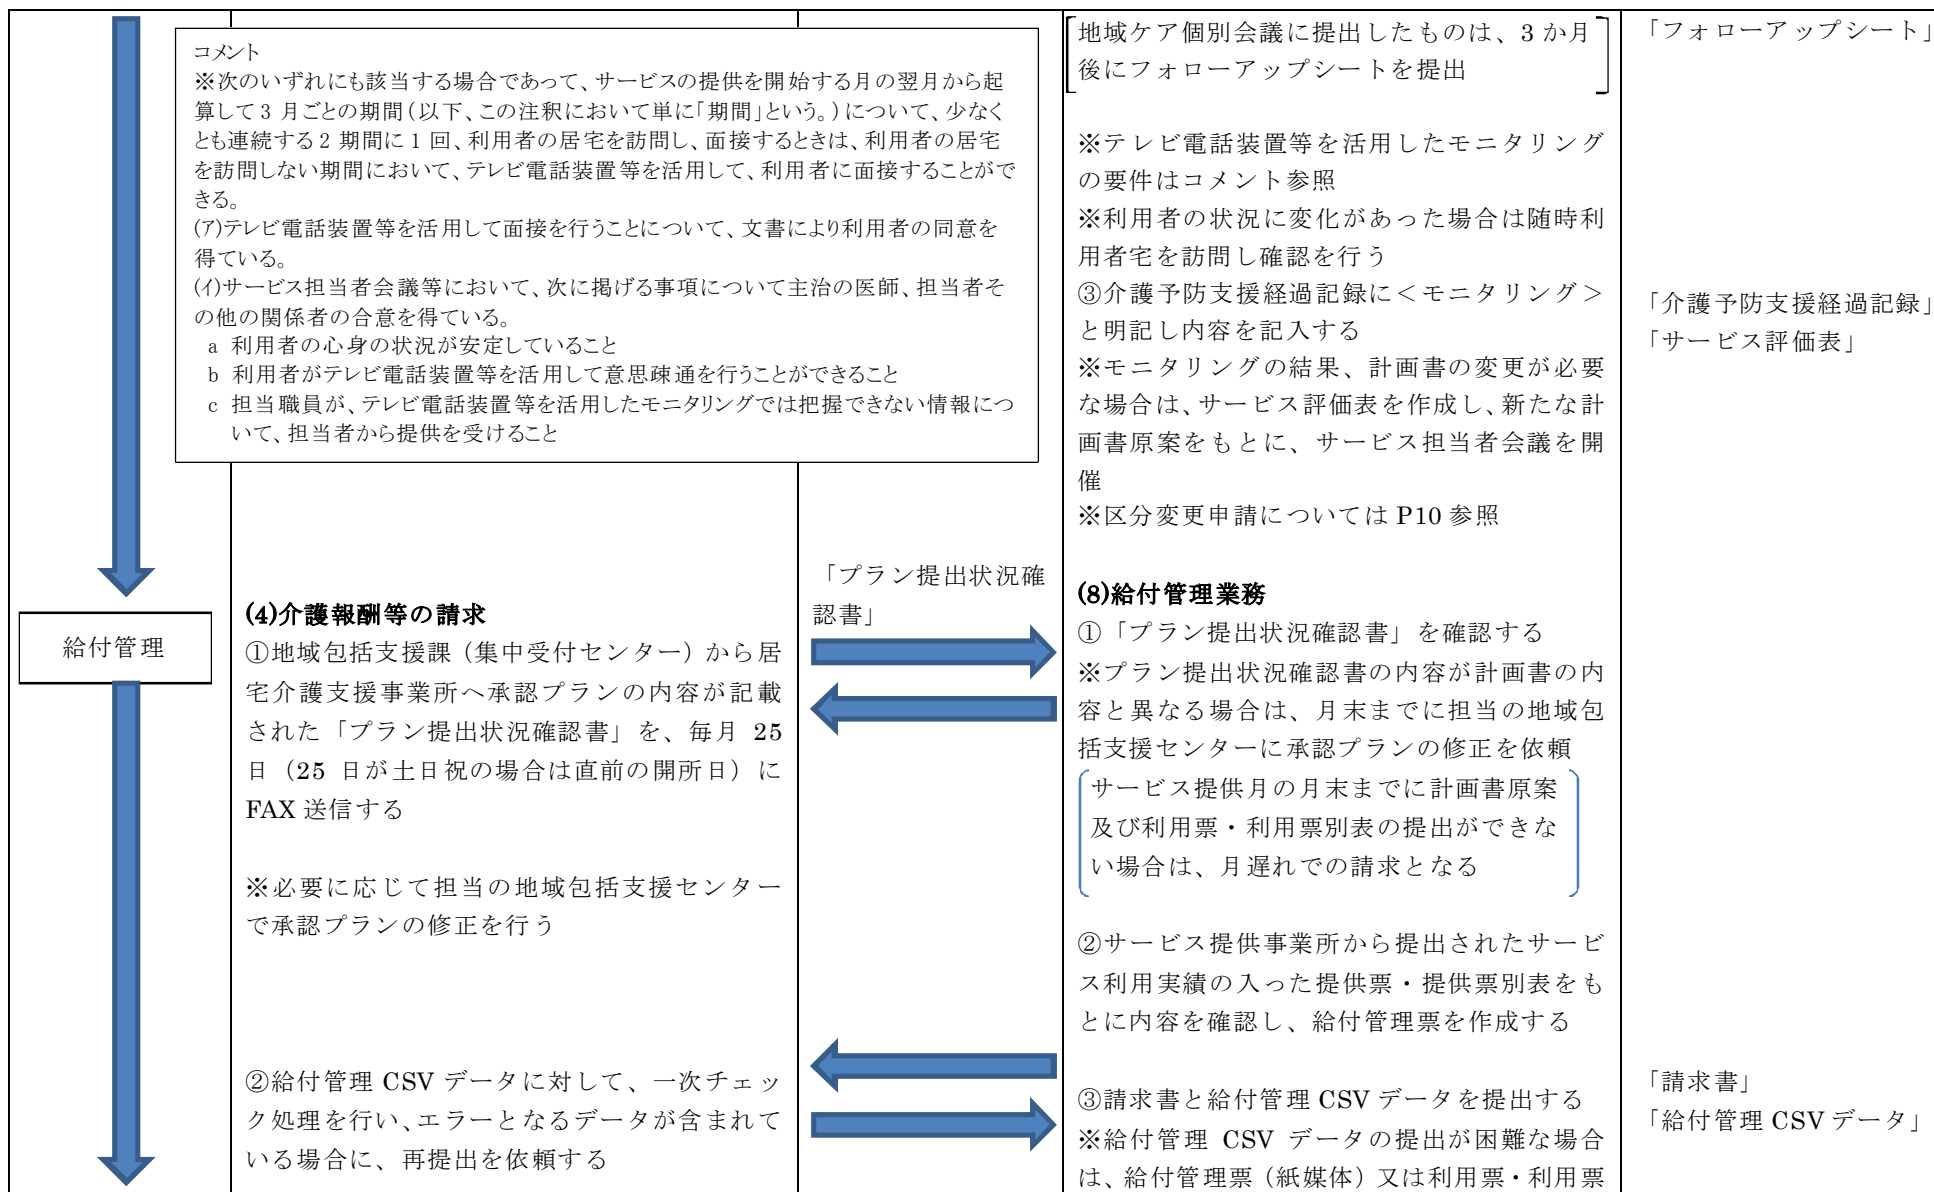 コメント
※次のいずれにも該当する場合であって、サービスの提供を開始する月の翌月から起
算して3月ごとの期間(以下、この注釈において単に「期間」という。)について、少なく
とも連続する2期間に1回、利用者の居宅を訪問し、面接するときは、利用者の居宅
を訪問しない期間において、テレビ電話装置等を活用して、利用者に面接することがで
きる。
(ア)テレビ電話装置等を活用して面接を行うことについて、文書により利用者の同意を
得ている。
(イ)サービス担当者会議等において、次に掲げる事項について主治の医師、担当者そ
の他の関係者の合意を得ている。
a 利用者の心身の状況が安定していること
b 利用者がテレビ電話装置等を活用して意思疎通を行うことができること
c 担当職員が、テレビ電話装置等を活用したモニタリングでは把握できない情報につ
いて、担当者から提供を受けること
地域ケア個別会議に提出したものは、3か月
後にフォローアップシートを提出
※テレビ電話装置等を活用したモニタリング
の要件はコメント参照
※利用者の状況に変化があった場合は随時利
用者宅を訪問し確認を行う
③介護予防支援経過記録に<モニタリング>
と明記し内容を記入する
※モニタリングの結果、計画書の変更が必要
な場合は、サービス評価表を作成し、新たな計
画書原案をもとに、サービス担当者会議を開
催
※区分変更申請については P10 参照
「フォローアップシート」
「介護予防支援経過記録」
「サービス評価表」
給付管理
(4)介護報酬等の請求
①地域包括支援課(集中受付センター)から居
宅介護支援事業所へ承認プランの内容が記載
された「プラン提出状況確認書」を、毎月 25
日(25 日が土日祝の場合は直前の開所日)に
FAX 送信する
※必要に応じて担当の地域包括支援センター
で承認プランの修正を行う
②給付管理 CSV データに対して、一次チェッ
ク処理を行い、エラーとなるデータが含まれて
いる場合に、再提出を依頼する
「プラン提出状況確
認書」
(8)給付管理業務
①「プラン提出状況確認書」を確認する
※プラン提出状況確認書の内容が計画書の内
容と異なる場合は、月末までに担当の地域包
括支援センターに承認プランの修正を依頼
サービス提供月の月末までに計画書原案
及び利用票・利用票別表の提出ができな
い場合は、月遅れでの請求となる
②サービス提供事業所から提出されたサービ
ス利用実績の入った提供票・提供票別表をも
とに内容を確認し、給付管理票を作成する
③請求書と給付管理 CSV データを提出する
※給付管理 CSV データの提出が困難な場合
は、給付管理票(紙媒体)又は利用票・利用票
「請求書」
「給付管理 CSV データ」